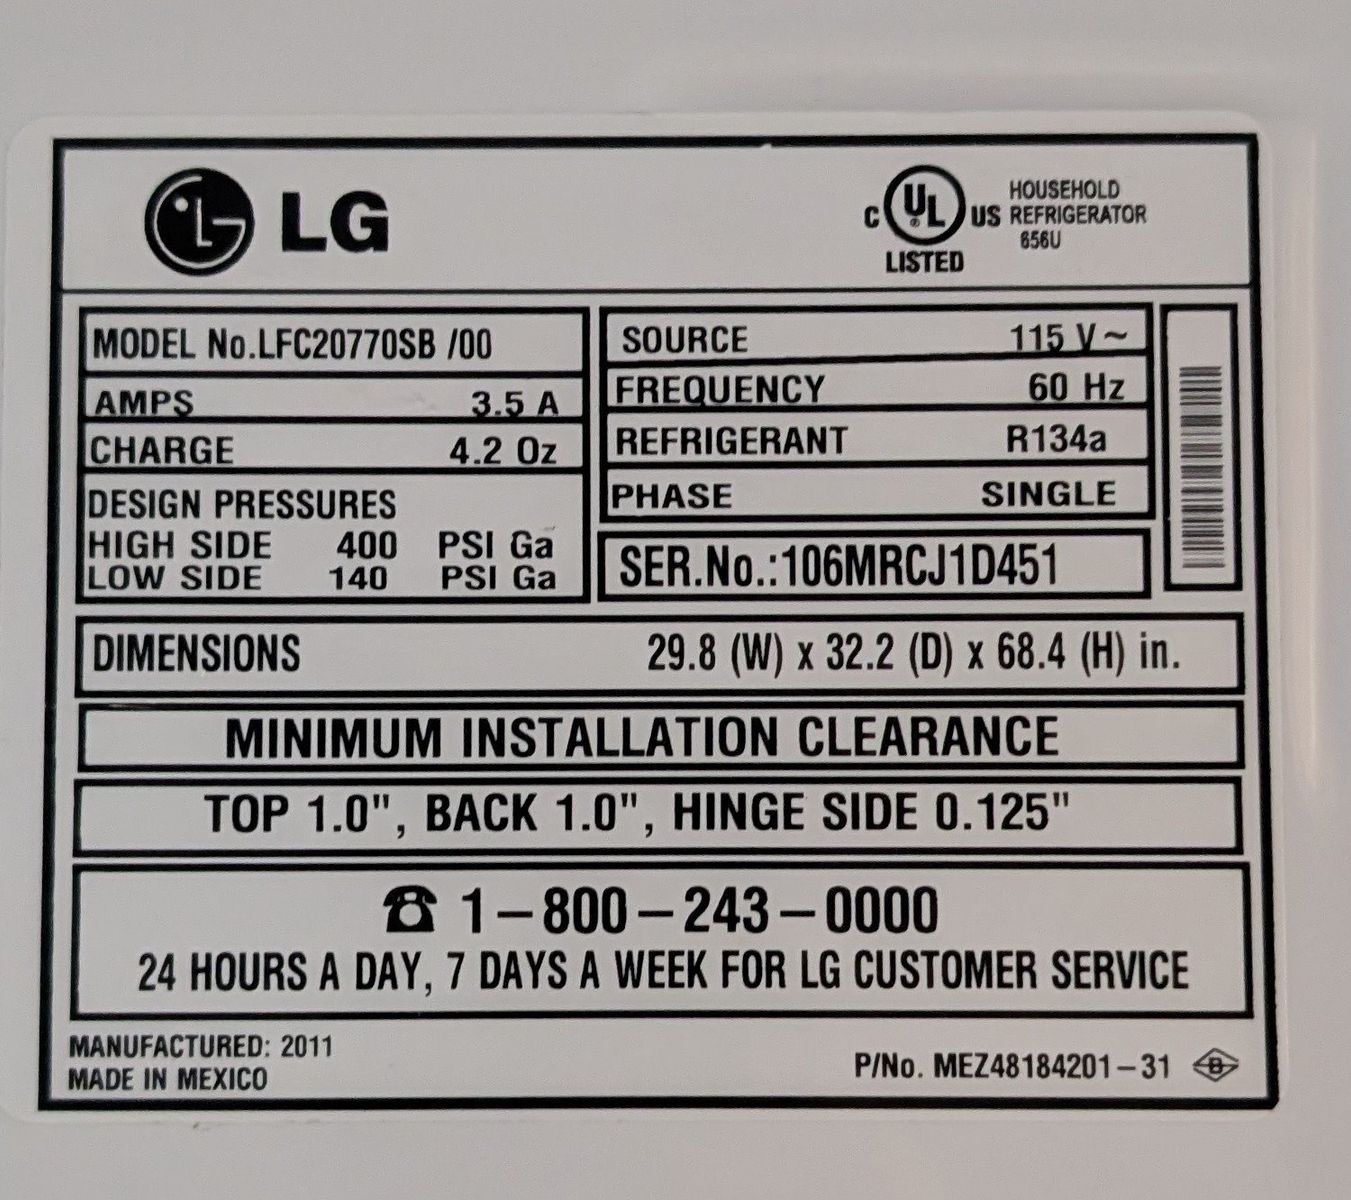 LG
C UL US
LISTED
HOUSEHOLD
REFRIGERATOR
656U
MODEL No.LFC20770SB /00
AMPS 3.5 A
CHARGE 4.2 Oz
DESIGN PRESSURES
HIGH SIDE 400 PSI Ga
LOW SIDE 140 PSI Ga
SOURCE 115 V~
FREQUENCY 60 Hz
REFRIGERANT R134a
PHASE SINGLE
SER.No.:106MRCJ1D451
DIMENSIONS 29.8 (W) x 32.2 (D) x 68.4 (H) in.
MINIMUM INSTALLATION CLEARANCE
TOP 1.0", BACK 1.0", HINGE SIDE 0.125"
☎ 1-800-243-0000
24 HOURS A DAY, 7 DAYS A WEEK FOR LG CUSTOMER SERVICE
MANUFACTURED: 2011
MADE IN MEXICO
P/No. MEZ48184201-31 B